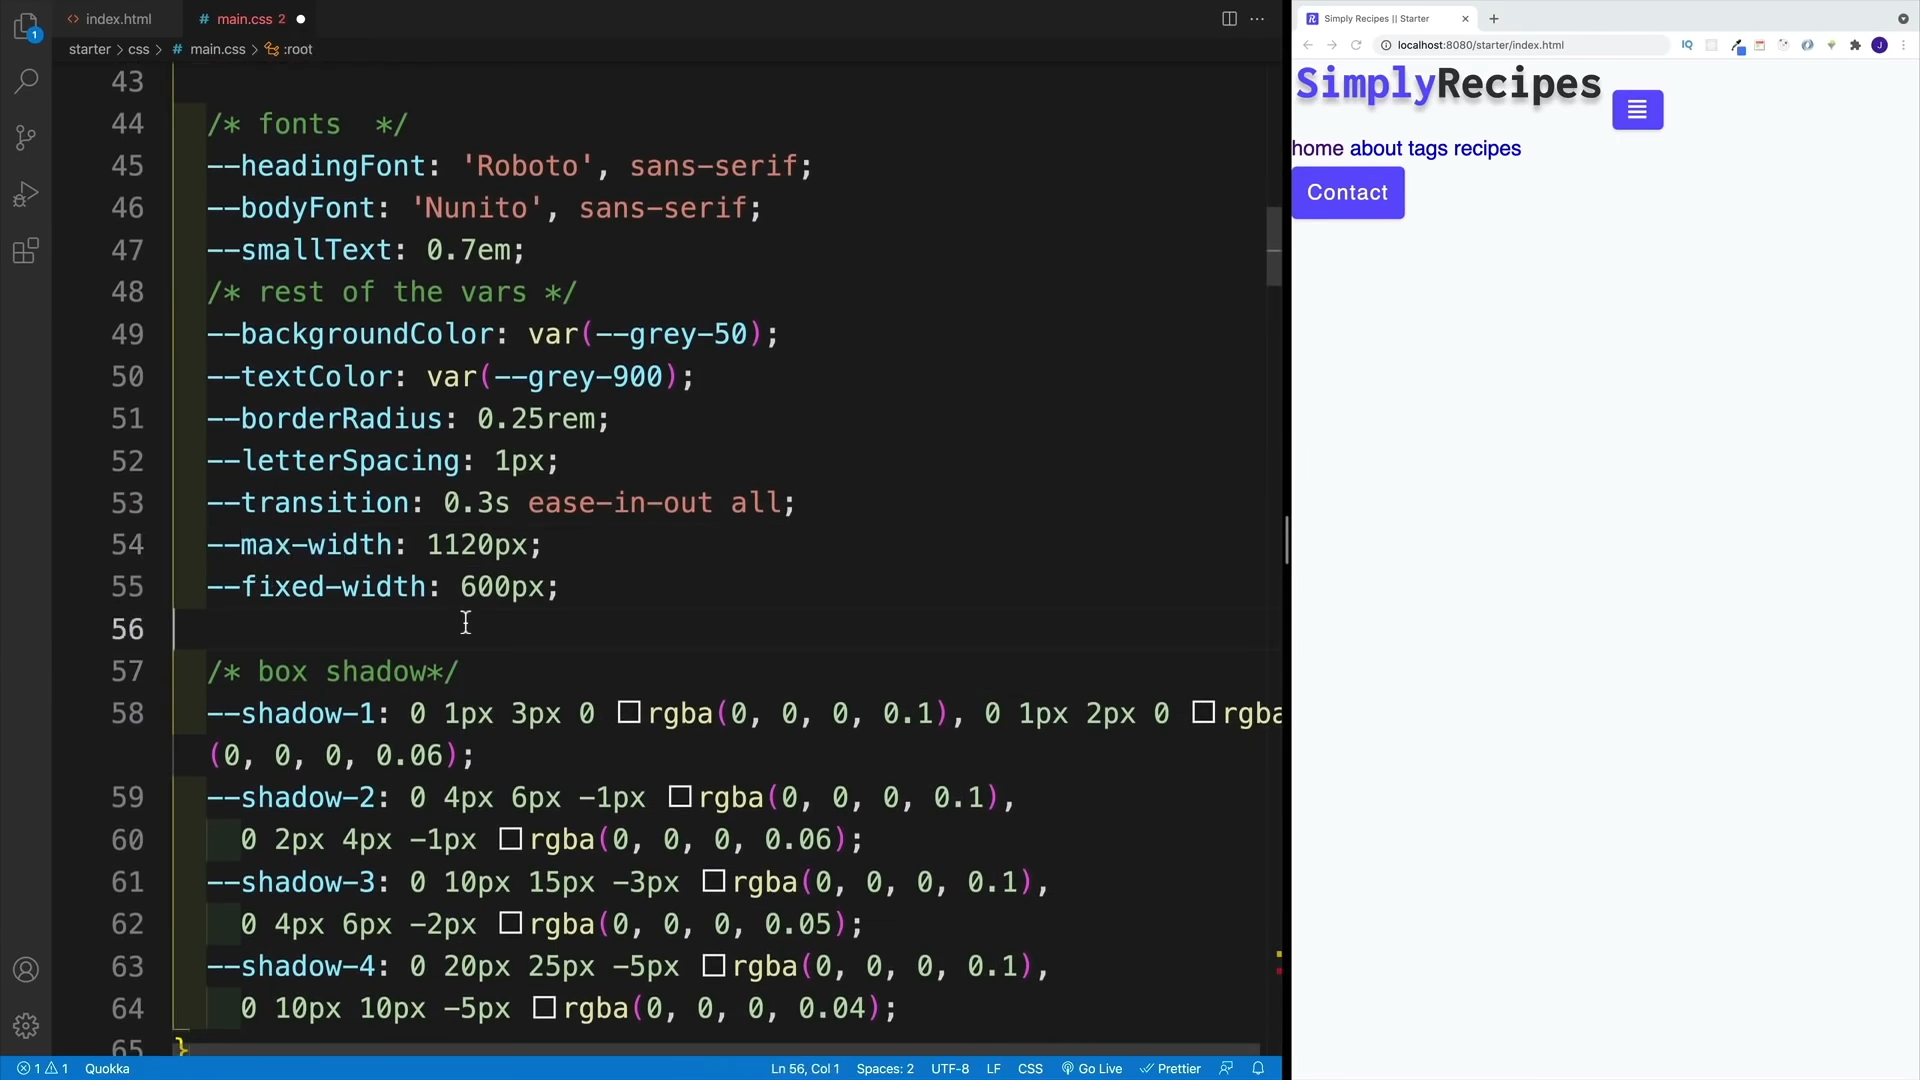 index.html
# main.css 2
starter > css > # main.css > :root
43
44 /* fonts  */
45 --headingFont: 'Roboto', sans-serif;
46 --bodyFont: 'Nunito', sans-serif;
47 --smallText: 0.7em;
48 /* rest of the vars */
49 --backgroundColor: var(--grey-50);
50 --textColor: var(--grey-900);
51 --borderRadius: 0.25rem;
52 --letterSpacing: 1px;
53 --transition: 0.3s ease-in-out all;
54 --max-width: 1120px;
55 --fixed-width: 600px;
56
57 /* box shadow*/
58 --shadow-1: 0 1px 3px 0 rgba(0, 0, 0, 0.1), 0 1px 2px 0 rgba
(0, 0, 0, 0.06);
59 --shadow-2: 0 4px 6px -1px rgba(0, 0, 0, 0.1),
60 0 2px 4px -1px rgba(0, 0, 0, 0.06);
61 --shadow-3: 0 10px 15px -3px rgba(0, 0, 0, 0.1),
62 0 4px 6px -2px rgba(0, 0, 0, 0.05);
63 --shadow-4: 0 20px 25px -5px rgba(0, 0, 0, 0.1),
64 0 10px 10px -5px rgba(0, 0, 0, 0.04);
65 }
1
1 1 Quokka Ln 56, Col 1 Spaces: 2 UTF-8 LF CSS Go Live Prettier
Simply Recipes || Starter
localhost:8080/starter/index.html
IQ
J
SimplyRecipes
home about tags recipes
Contact